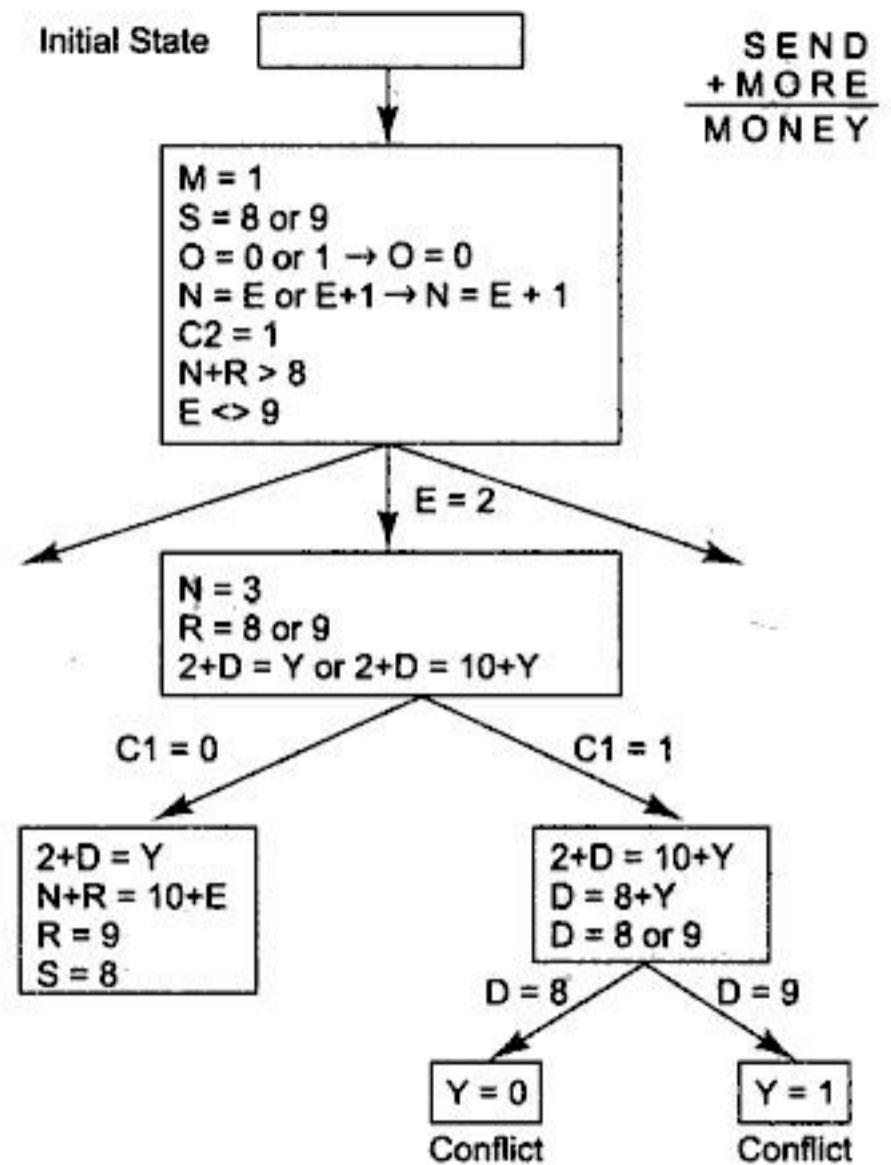 Initial State
SEND
+MORE
MONEY
M = 1
S = 8 or 9
O = 0 or 1 → O = 0
N = E or E+1 → N = E + 1
C2 = 1
N+R > 8
E <> 9
E = 2
N = 3
R = 8 or 9
2+D = Y or 2+D = 10+Y
C1 = 0
C1 = 1
2+D = Y
N+R = 10+E
R = 9
S = 8
2+D = 10+Y
D = 8+Y
D = 8 or 9
D = 8
D = 9
Y = 0
Y = 1
Conflict
Conflict